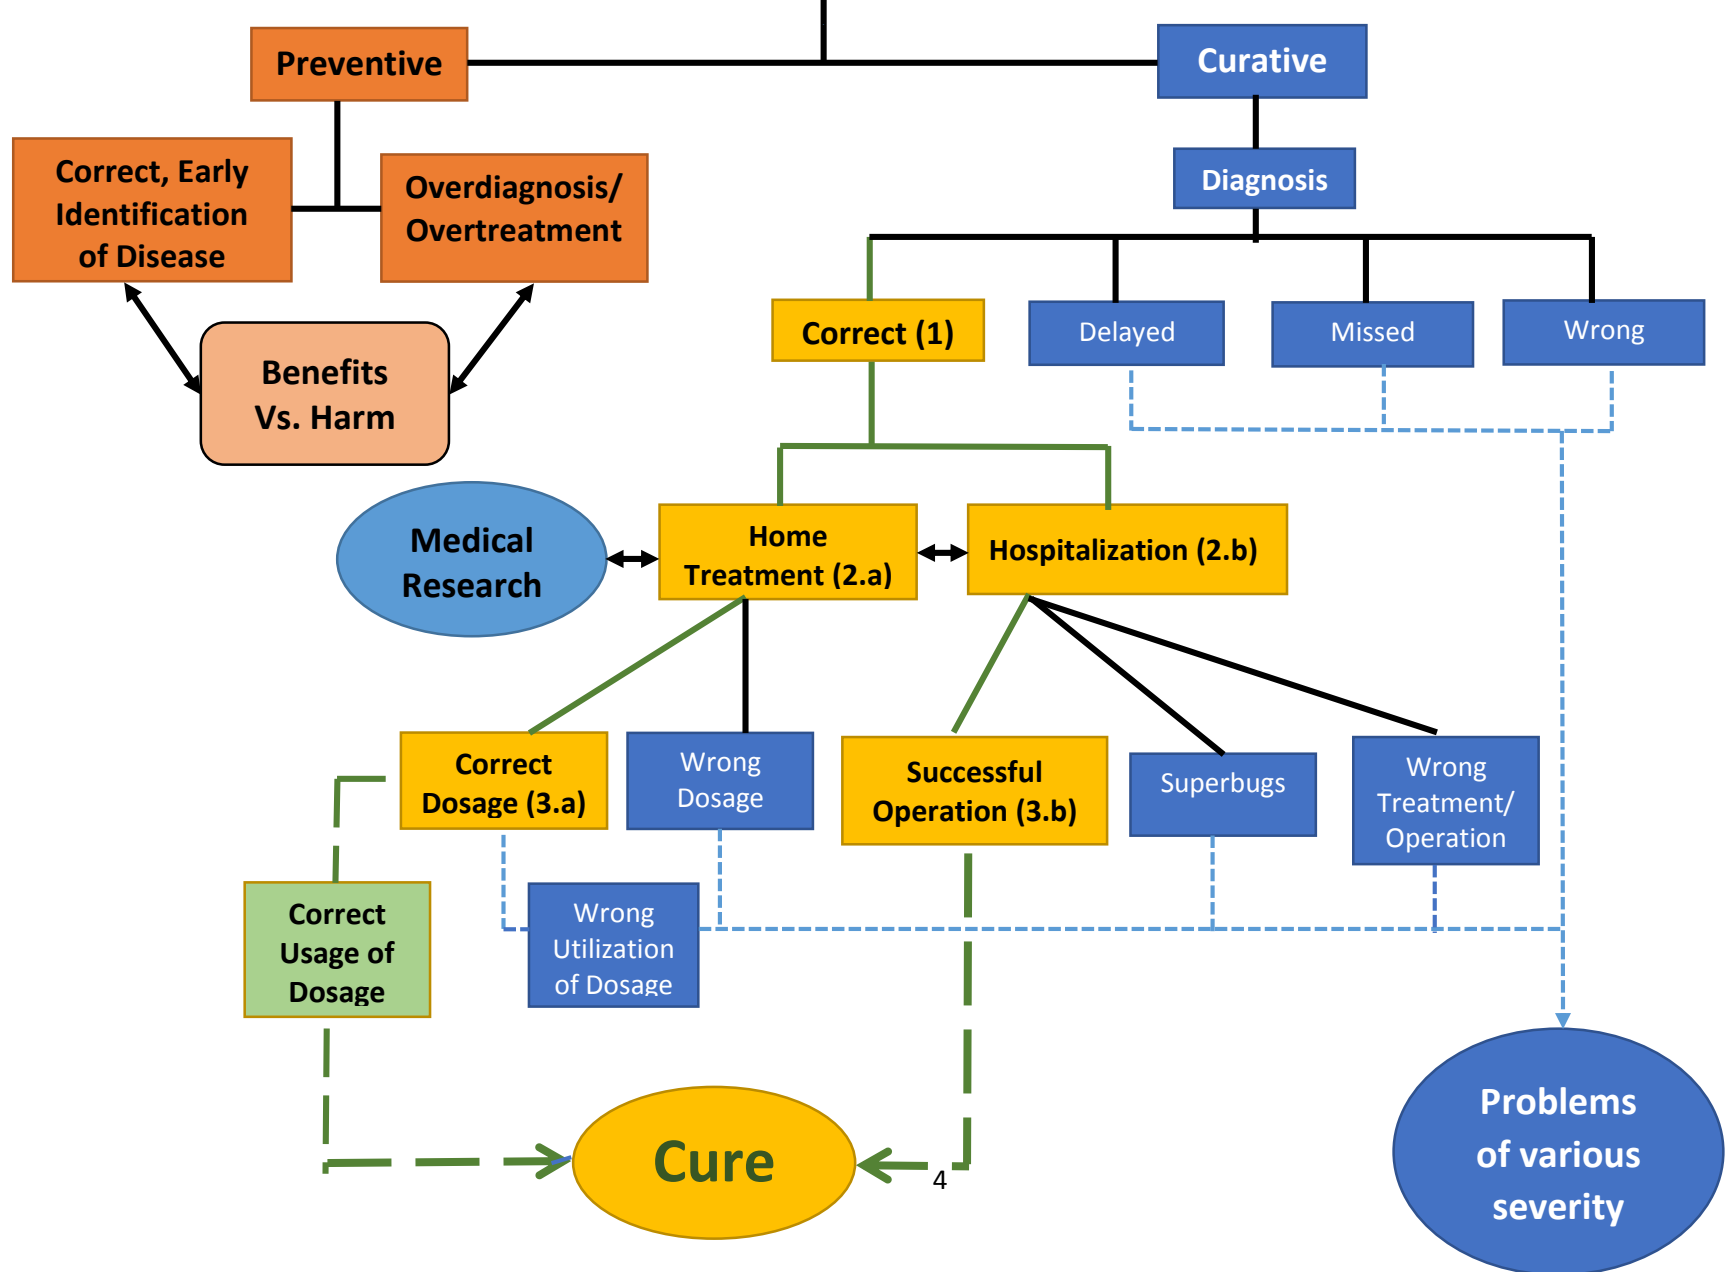 Preventive
Curative
Correct, Early
Identification
of Disease
Overdiagnosis/
Overtreatment
Diagnosis
Benefits
Vs. Harm
Correct (1)
Delayed
Missed
Wrong
Medical
Research
Home
Treatment (2.a)
Hospitalization (2.b)
Correct
Dosage (3.a)
Wrong
Dosage
Successful
Operation (3.b)
Superbugs
Wrong
Treatment/
Operation
Correct
Usage of
Dosage
Wrong
Utilization
of Dosage
Cure
4
Problems
of various
severity